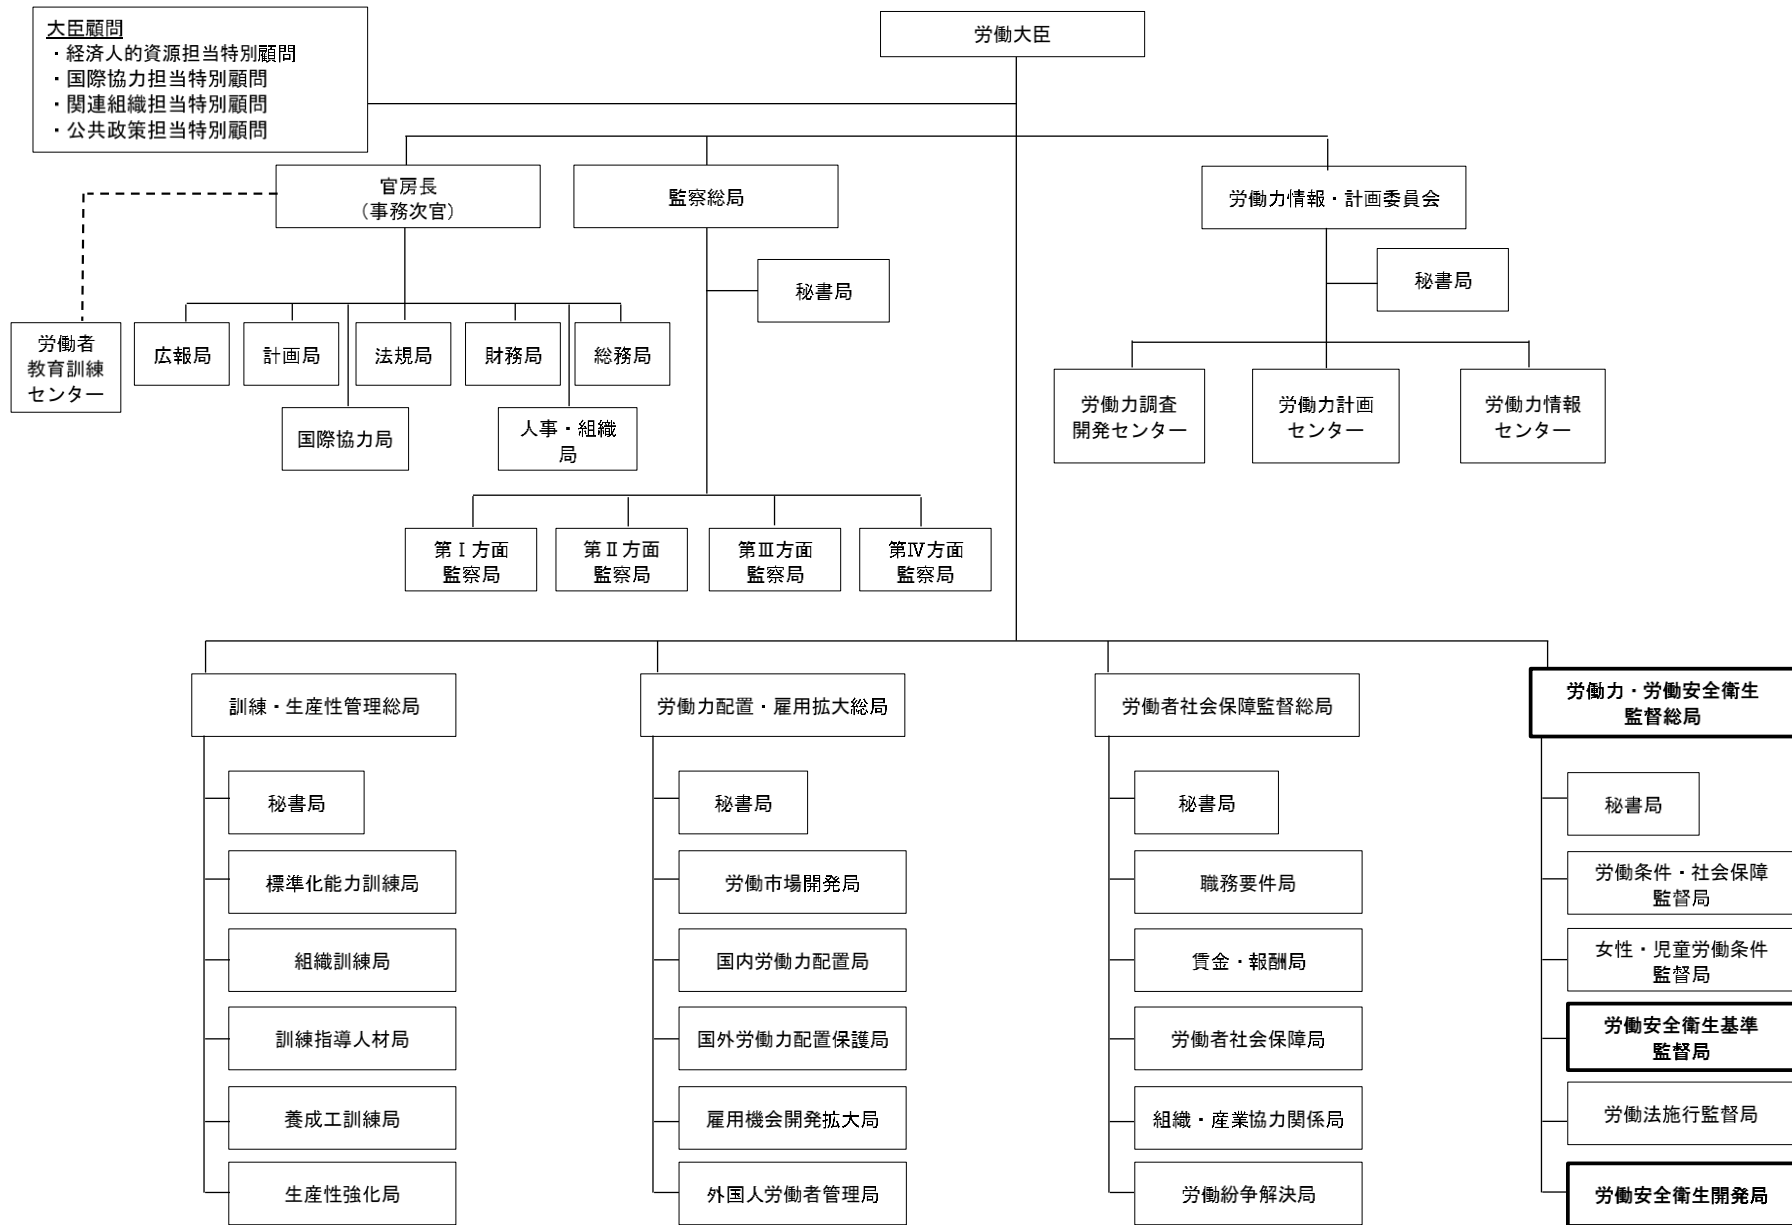 大臣顧問
・経済人的資源担当特別顧問
・国際協力担当特別顧問
・関連組織担当特別顧問
・公共政策担当特別顧問
労働大臣
官房長
（事務次官）
監察総局
労働力情報・計画委員会
秘書局
秘書局
労働者
教育訓練
センター
広報局
計画局
法規局
財務局
総務局
国際協力局
人事・組織
局
労働力調査
開発センター
労働力計画
センター
労働力情報
センター
第Ⅰ方面
監察局
第Ⅱ方面
監察局
第Ⅲ方面
監察局
第Ⅳ方面
監察局
訓練・生産性管理総局
秘書局
標準化能力訓練局
組織訓練局
訓練指導人材局
養成工訓練局
生産性強化局
労働力配置・雇用拡大総局
秘書局
労働市場開発局
国内労働力配置局
国外労働力配置保護局
雇用機会開発拡大局
外国人労働者管理局
労働者社会保障監督総局
秘書局
職務要件局
賃金・報酬局
労働者社会保障局
組織・産業協力関係局
労働紛争解決局
労働力・労働安全衛生
監督総局
秘書局
労働条件・社会保障
監督局
女性・児童労働条件
監督局
労働安全衛生基準
監督局
労働法施行監督局
労働安全衛生開発局